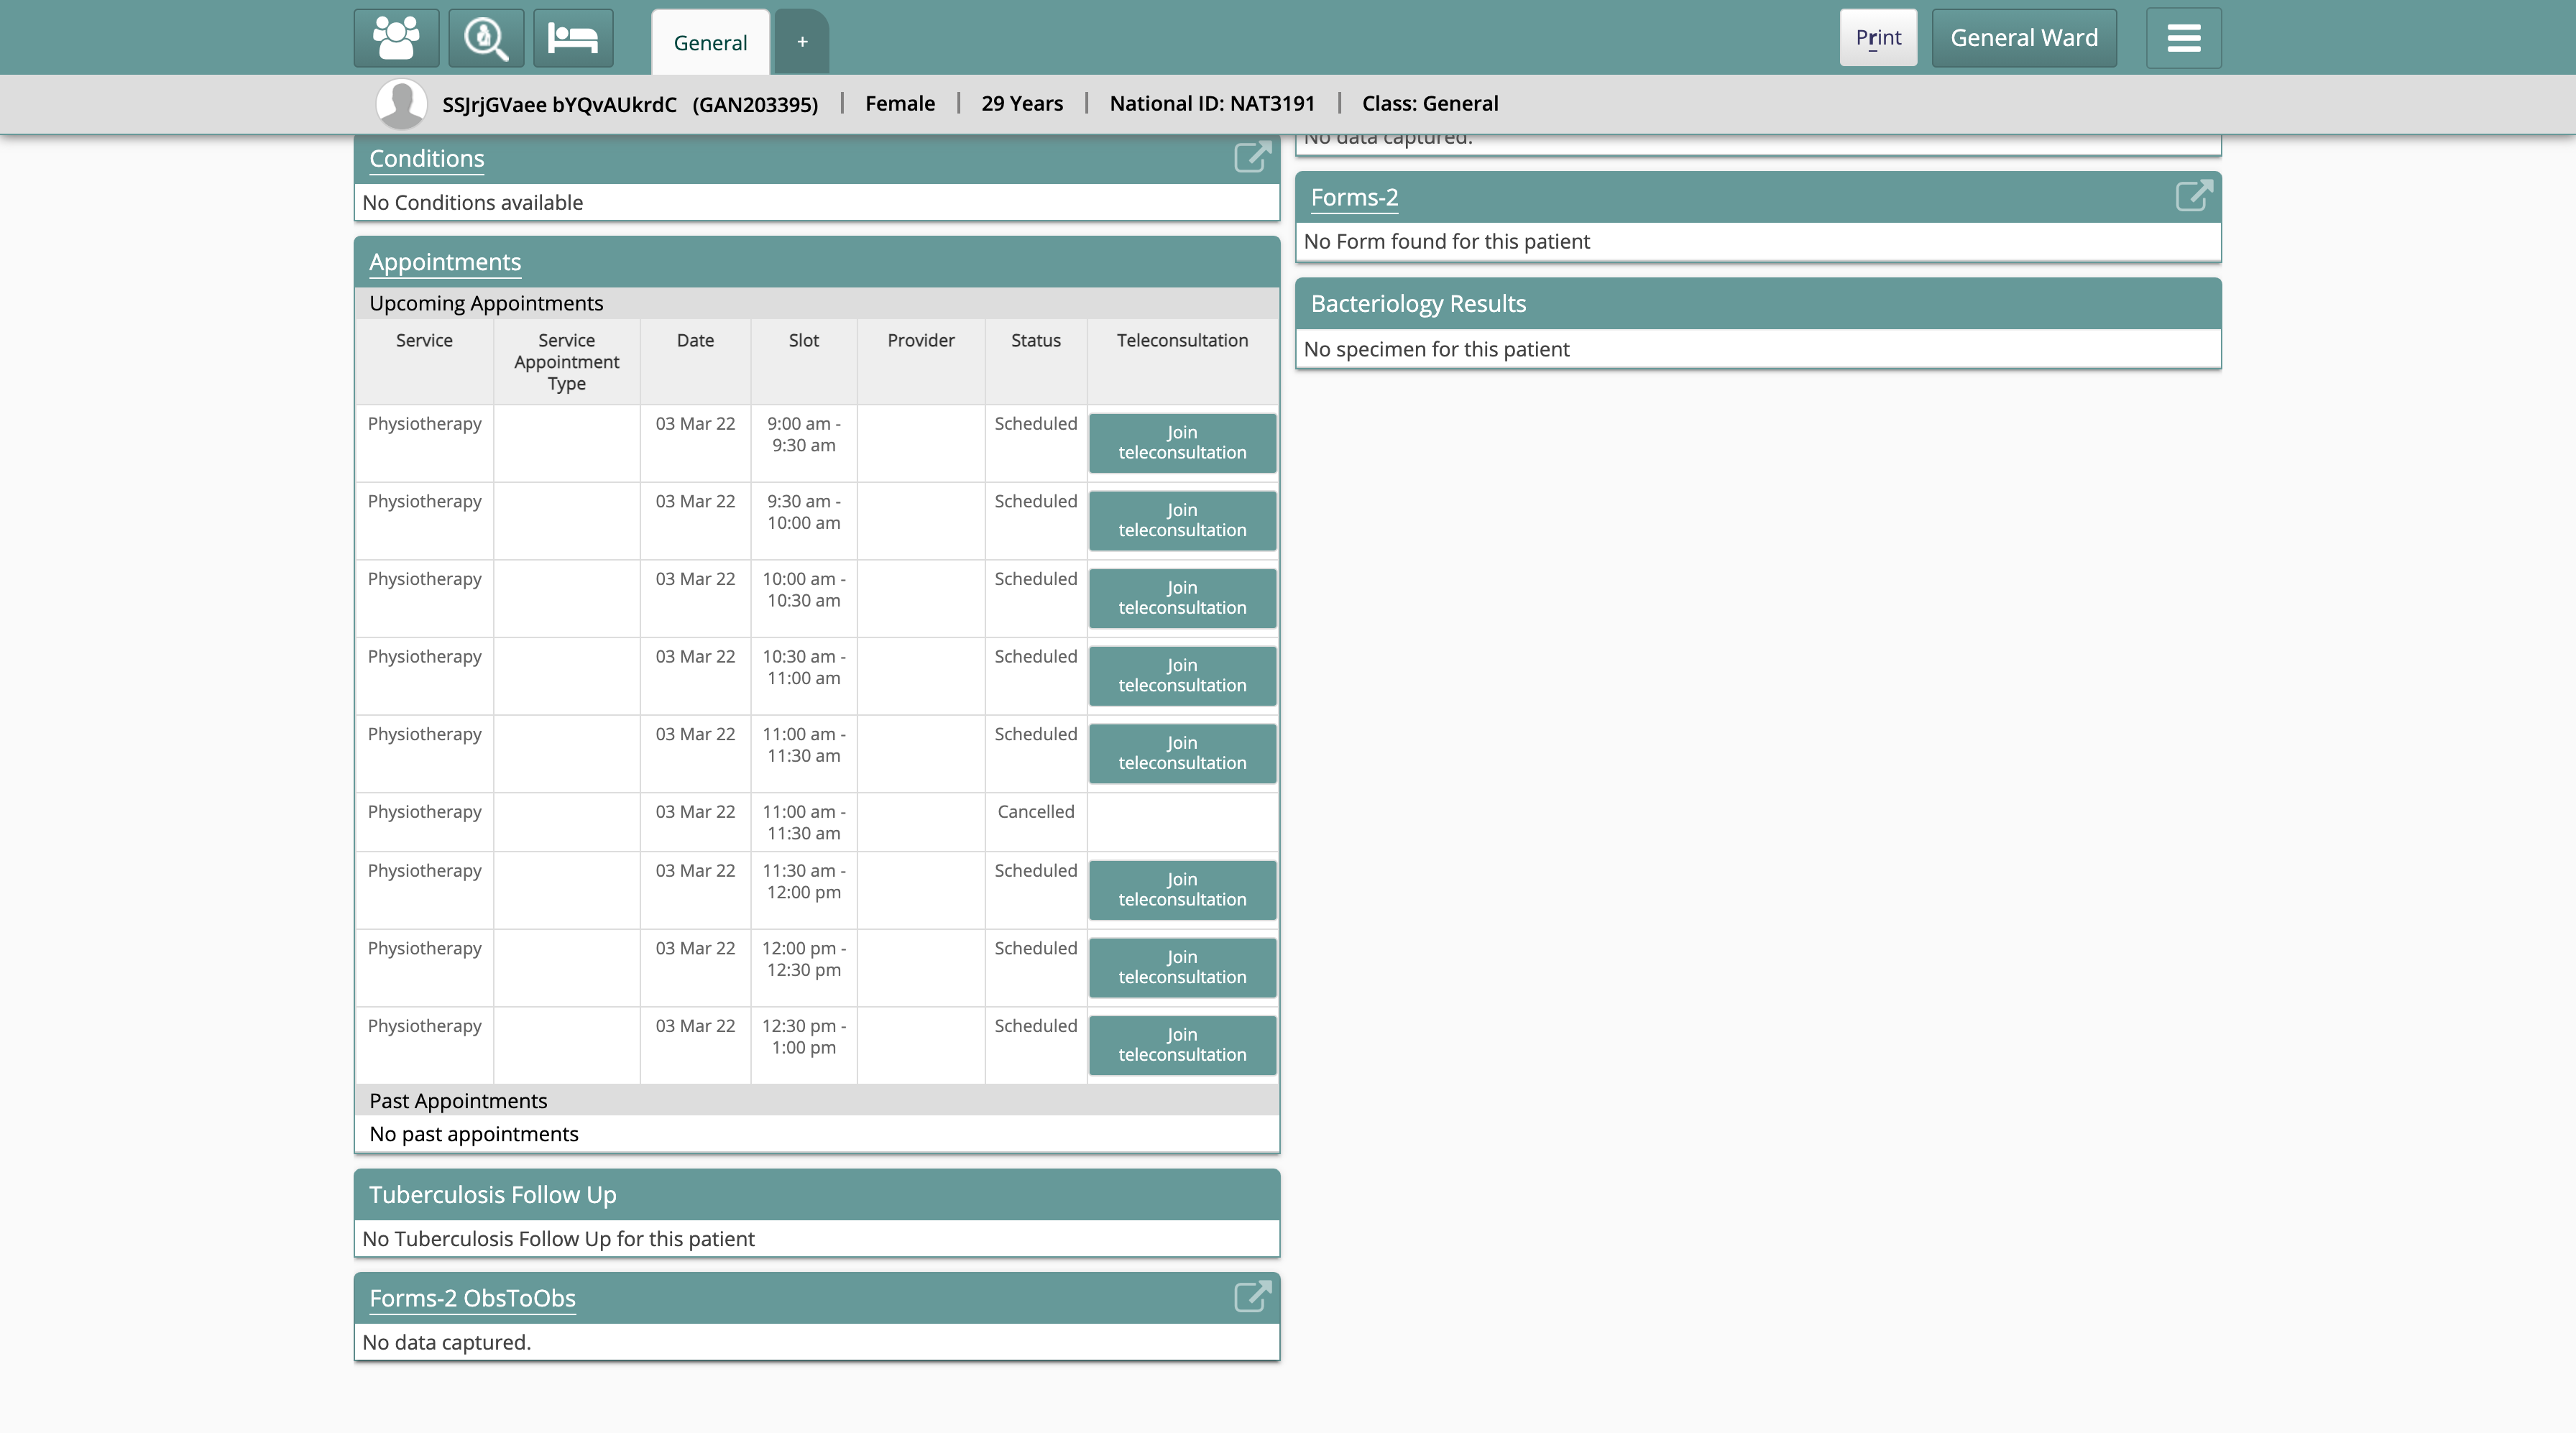 General
+
Print
General Ward
SSJrjGVaee bYQvAUkrdC (GAN203395) | Female | 29 Years | National ID: NAT3191 | Class: General
Conditions
No Conditions available
Appointments
Upcoming Appointments
Service Service Appointment Type Date Slot Provider Status Teleconsultation
Physiotherapy 03 Mar 22 9:00 am - 9:30 am Scheduled Join teleconsultation
Physiotherapy 03 Mar 22 9:30 am - 10:00 am Scheduled Join teleconsultation
Physiotherapy 03 Mar 22 10:00 am - 10:30 am Scheduled Join teleconsultation
Physiotherapy 03 Mar 22 10:30 am - 11:00 am Scheduled Join teleconsultation
Physiotherapy 03 Mar 22 11:00 am - 11:30 am Scheduled Join teleconsultation
Physiotherapy 03 Mar 22 11:00 am - 11:30 am Cancelled
Physiotherapy 03 Mar 22 11:30 am - 12:00 pm Scheduled Join teleconsultation
Physiotherapy 03 Mar 22 12:00 pm - 12:30 pm Scheduled Join teleconsultation
Physiotherapy 03 Mar 22 12:30 pm - 1:00 pm Scheduled Join teleconsultation
Past Appointments
No past appointments
Tuberculosis Follow Up
No Tuberculosis Follow Up for this patient
Forms-2 ObsToObs
No data captured.
No data captured.
Forms-2
No Form found for this patient
Bacteriology Results
No specimen for this patient